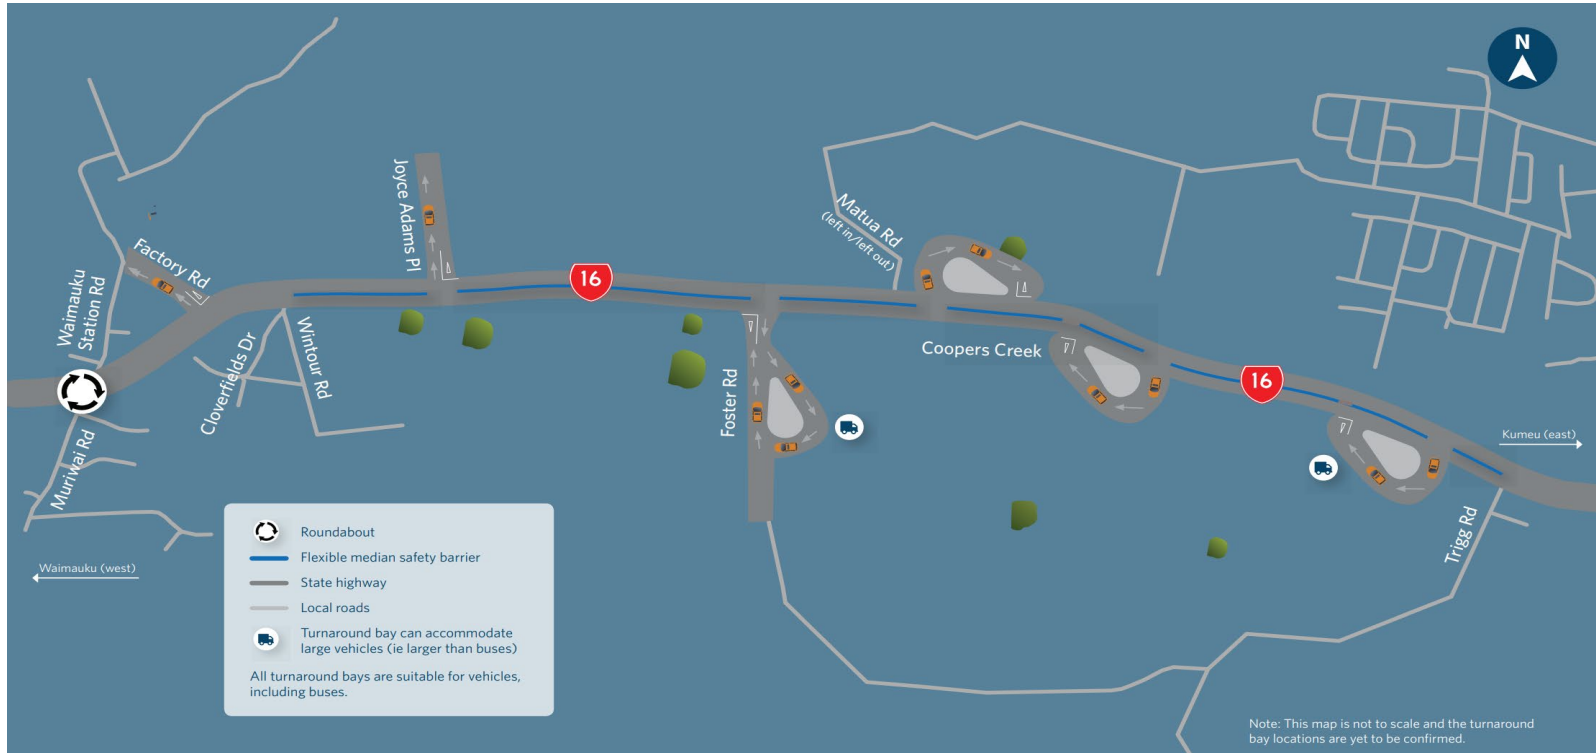 N
Joyce Adams Pl
Matua Rd
(left in/left out)
Factory Rd
Waimauku
Station Rd
16
Cloverfields Dr
Wintour Rd
Coopers Creek
Foster Rd
16
Kumeu (east)
Muriwai Rd
Trigg Rd
Waimauku (west)
Roundabout
Flexible median safety barrier
State highway
Local roads
Turnaround bay can accommodate
large vehicles (ie larger than buses)
All turnaround bays are suitable for vehicles,
including buses.
Note: This map is not to scale and the turnaround
bay locations are yet to be confirmed.